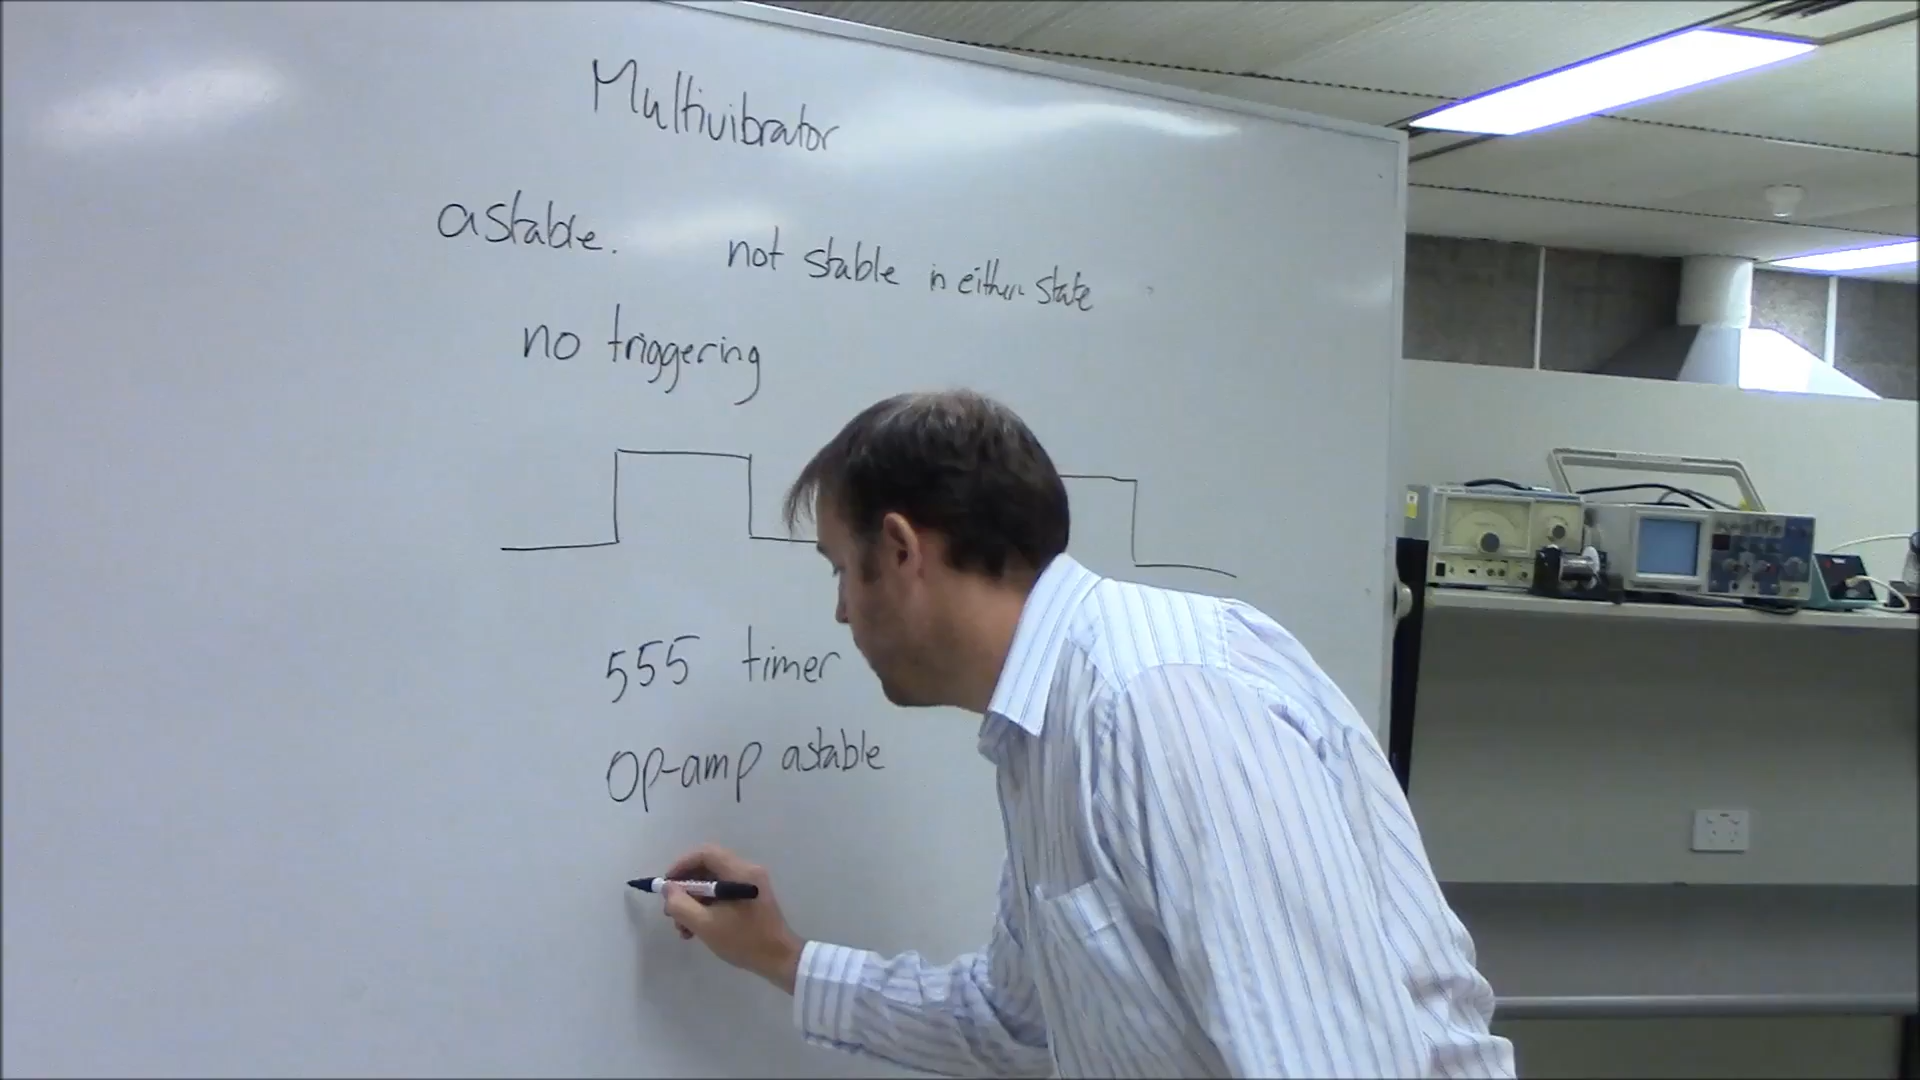 Multivibrator
astable. not stable in either state
no triggering
555 timer
Op-amp astable